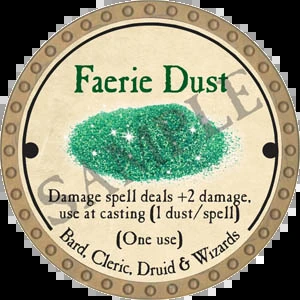 Faerie Dust
SAMPLE
Damage spell deals +2 damage,
use at casting (1 dust/spell)
(One use)
Bard, Cleric, Druid & Wizards